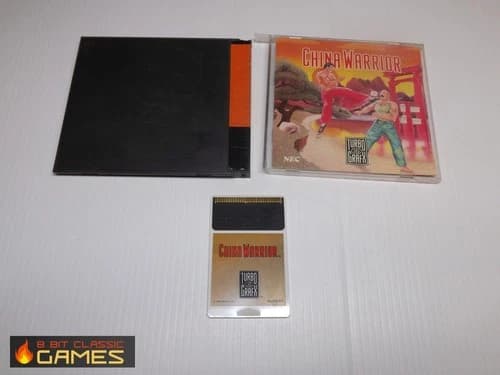 CHINA WARRIOR
NEC
TURBO
GRAFX
CHINA WARRIOR
TURBO
GRAFX
8 BIT CLASSIC
GAMES